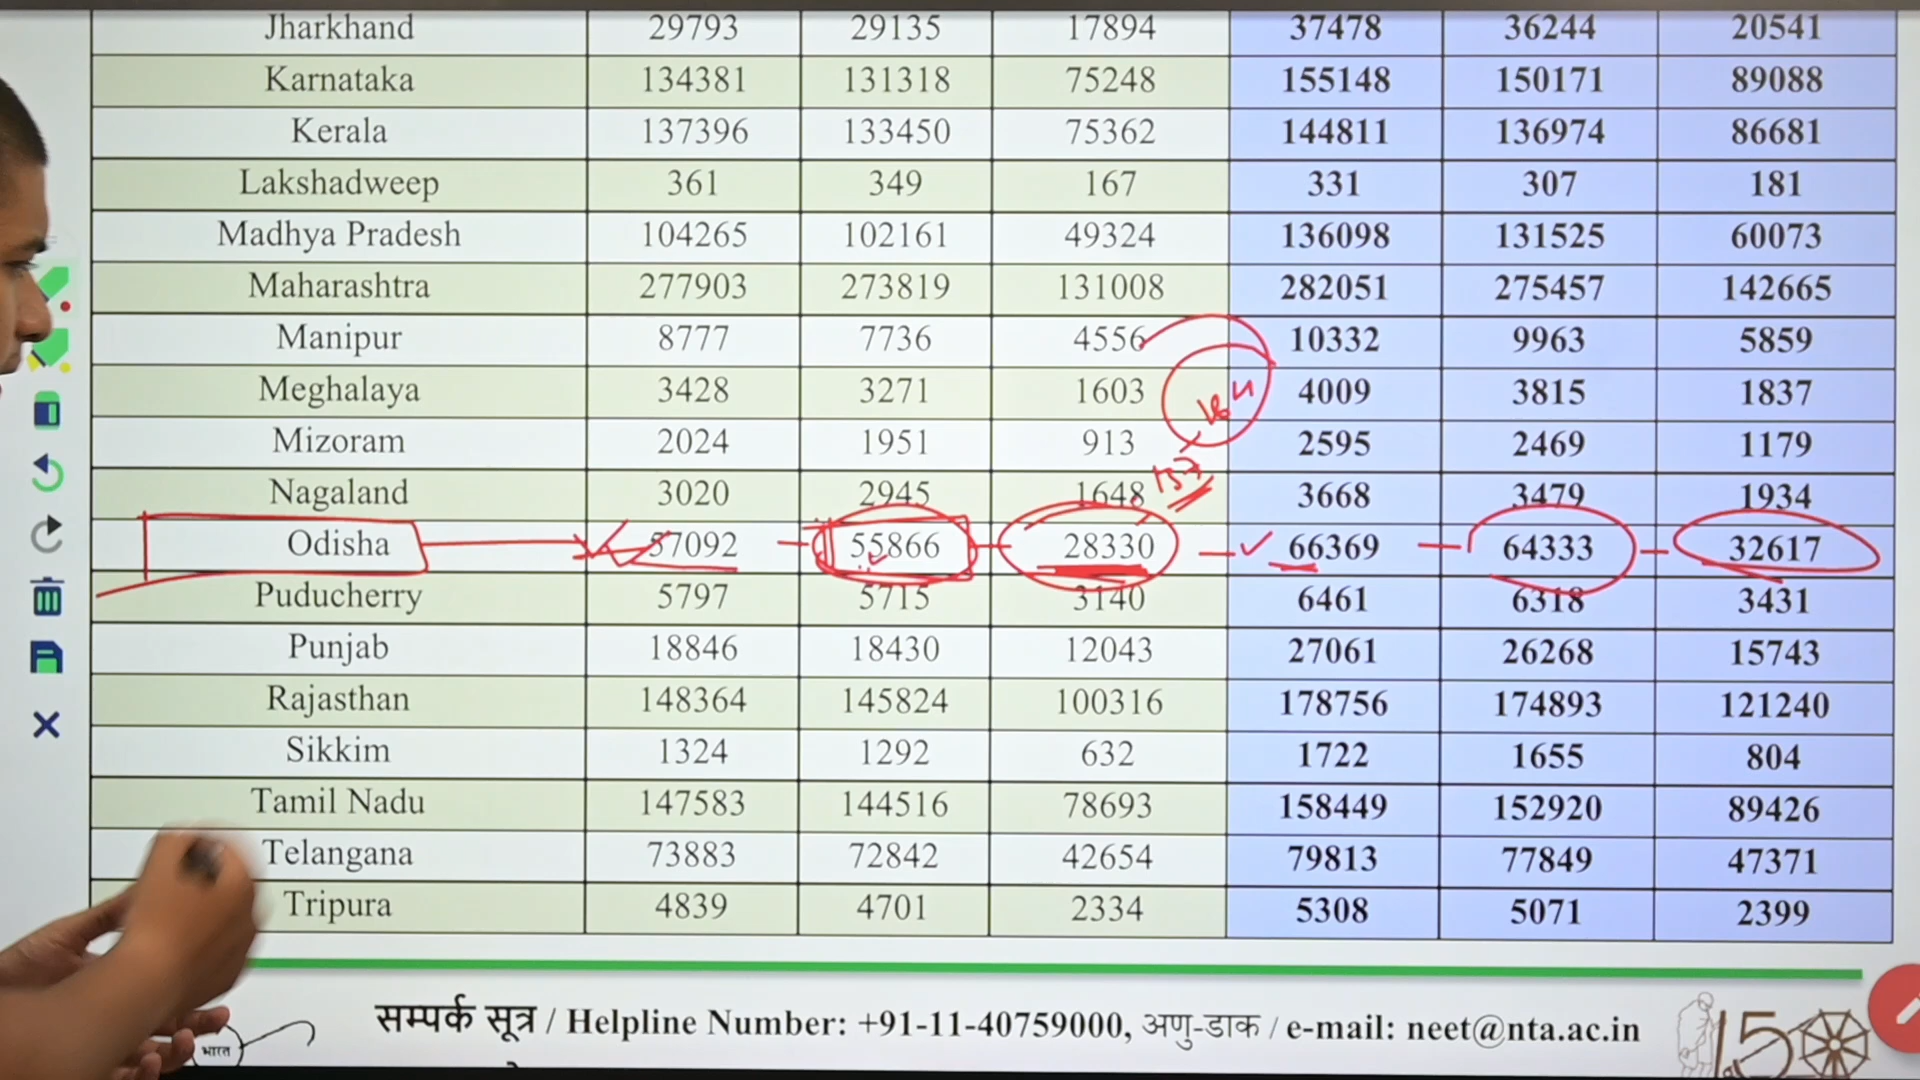 Jharkhand 29793 29135 17894 37478 36244 20541
Karnataka 134381 131318 75248 155148 150171 89088
Kerala 137396 133450 75362 144811 136974 86681
Lakshadweep 361 349 167 331 307 181
Madhya Pradesh 104265 102161 49324 136098 131525 60073
Maharashtra 277903 273819 131008 282051 275457 142665
Manipur 8777 7736 4556 10332 9963 5859
Meghalaya 3428 3271 1603 4009 3815 1837
Mizoram 2024 1951 913 2595 2469 1179
Nagaland 3020 2945 1648 3668 3479 1934
Odisha 57092 55866 28330 66369 64333 32617
Puducherry 5797 5715 3140 6461 6318 3431
Punjab 18846 18430 12043 27061 26268 15743
Rajasthan 148364 145824 100316 178756 174893 121240
Sikkim 1324 1292 632 1722 1655 804
Tamil Nadu 147583 144516 78693 158449 152920 89426
Telangana 73883 72842 42654 79813 77849 47371
Tripura 4839 4701 2334 5308 5071 2399
सम्पर्क सूत्र / Helpline Number: +91-11-40759000, अणु-डाक / e-mail: neet@nta.ac.in
भारत